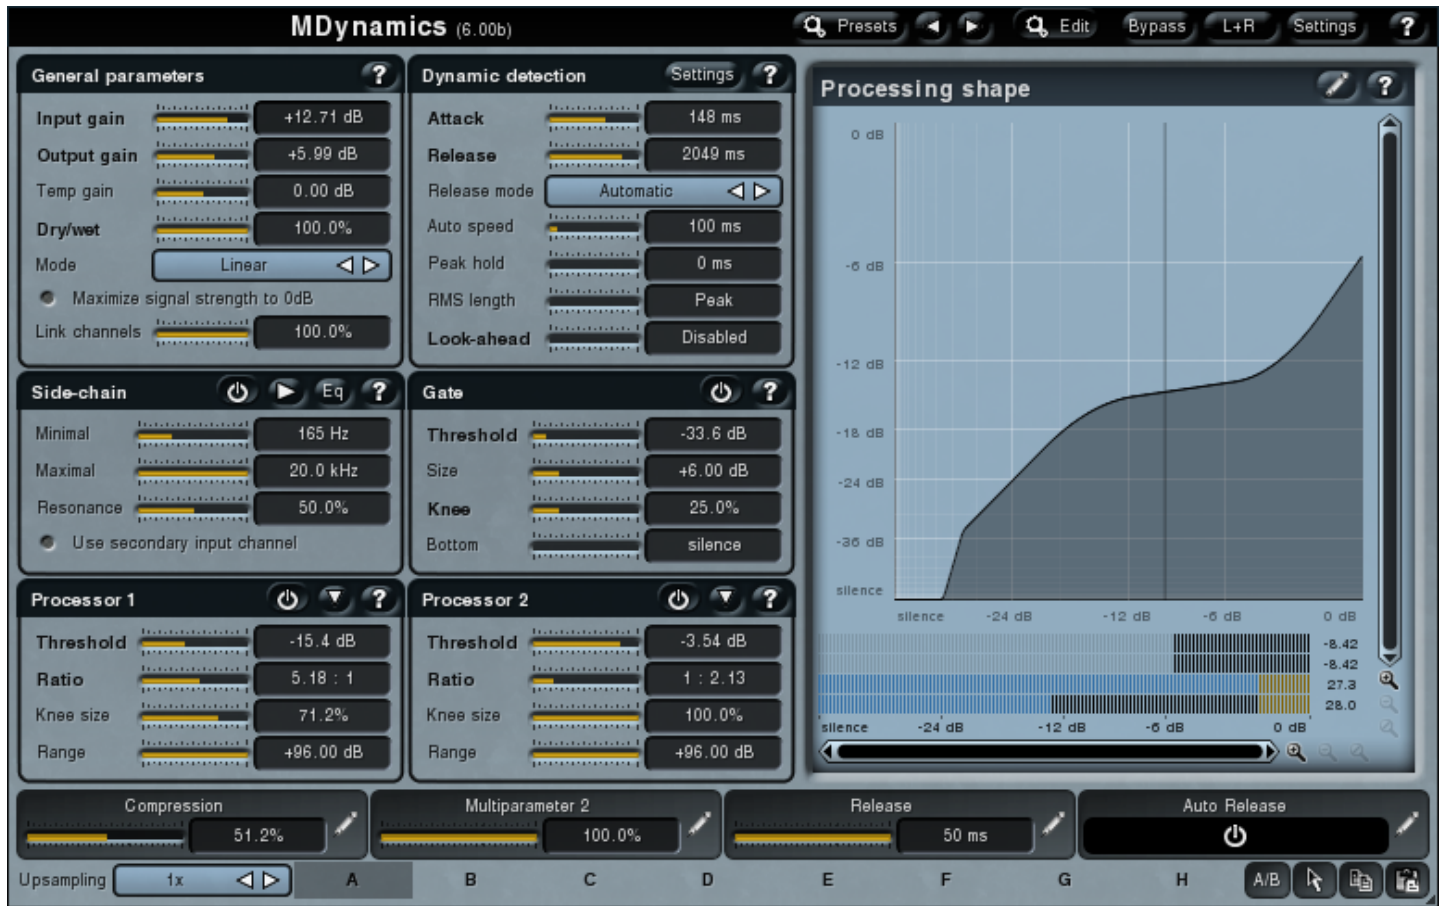 MDynamics (6.00b) Presets Edit Bypass L+R Settings ?
General parameters ?
Input gain +12.71 dB
Output gain +5.99 dB
Temp gain 0.00 dB
Dry/wet 100.0%
Mode Linear
Maximize signal strength to 0dB
Link channels 100.0%
Dynamic detection Settings ?
Attack 148 ms
Release 2049 ms
Release mode Automatic
Auto speed 100 ms
Peak hold 0 ms
RMS length Peak
Look-ahead Disabled
Side-chain Eq ?
Minimal 165 Hz
Maximal 20.0 kHz
Resonance 50.0%
Use secondary input channel
Gate ?
Threshold -33.6 dB
Size +6.00 dB
Knee 25.0%
Bottom silence
Processor 1 ?
Threshold -15.4 dB
Ratio 5.18 : 1
Knee size 71.2%
Range +96.00 dB
Processor 2 ?
Threshold -3.54 dB
Ratio 1 : 2.13
Knee size 100.0%
Range +96.00 dB
Processing shape ?
0 dB
-6 dB
-12 dB
-18 dB
-24 dB
-36 dB
silence
silence -24 dB -12 dB -6 dB 0 dB
-8.42
-8.42
27.3
28.0
silence -24 dB -12 dB -6 dB 0 dB
Compression 51.2%
Multiparameter 2 100.0%
Release 50 ms
Auto Release
Upsampling 1x A B C D E F G H A/B